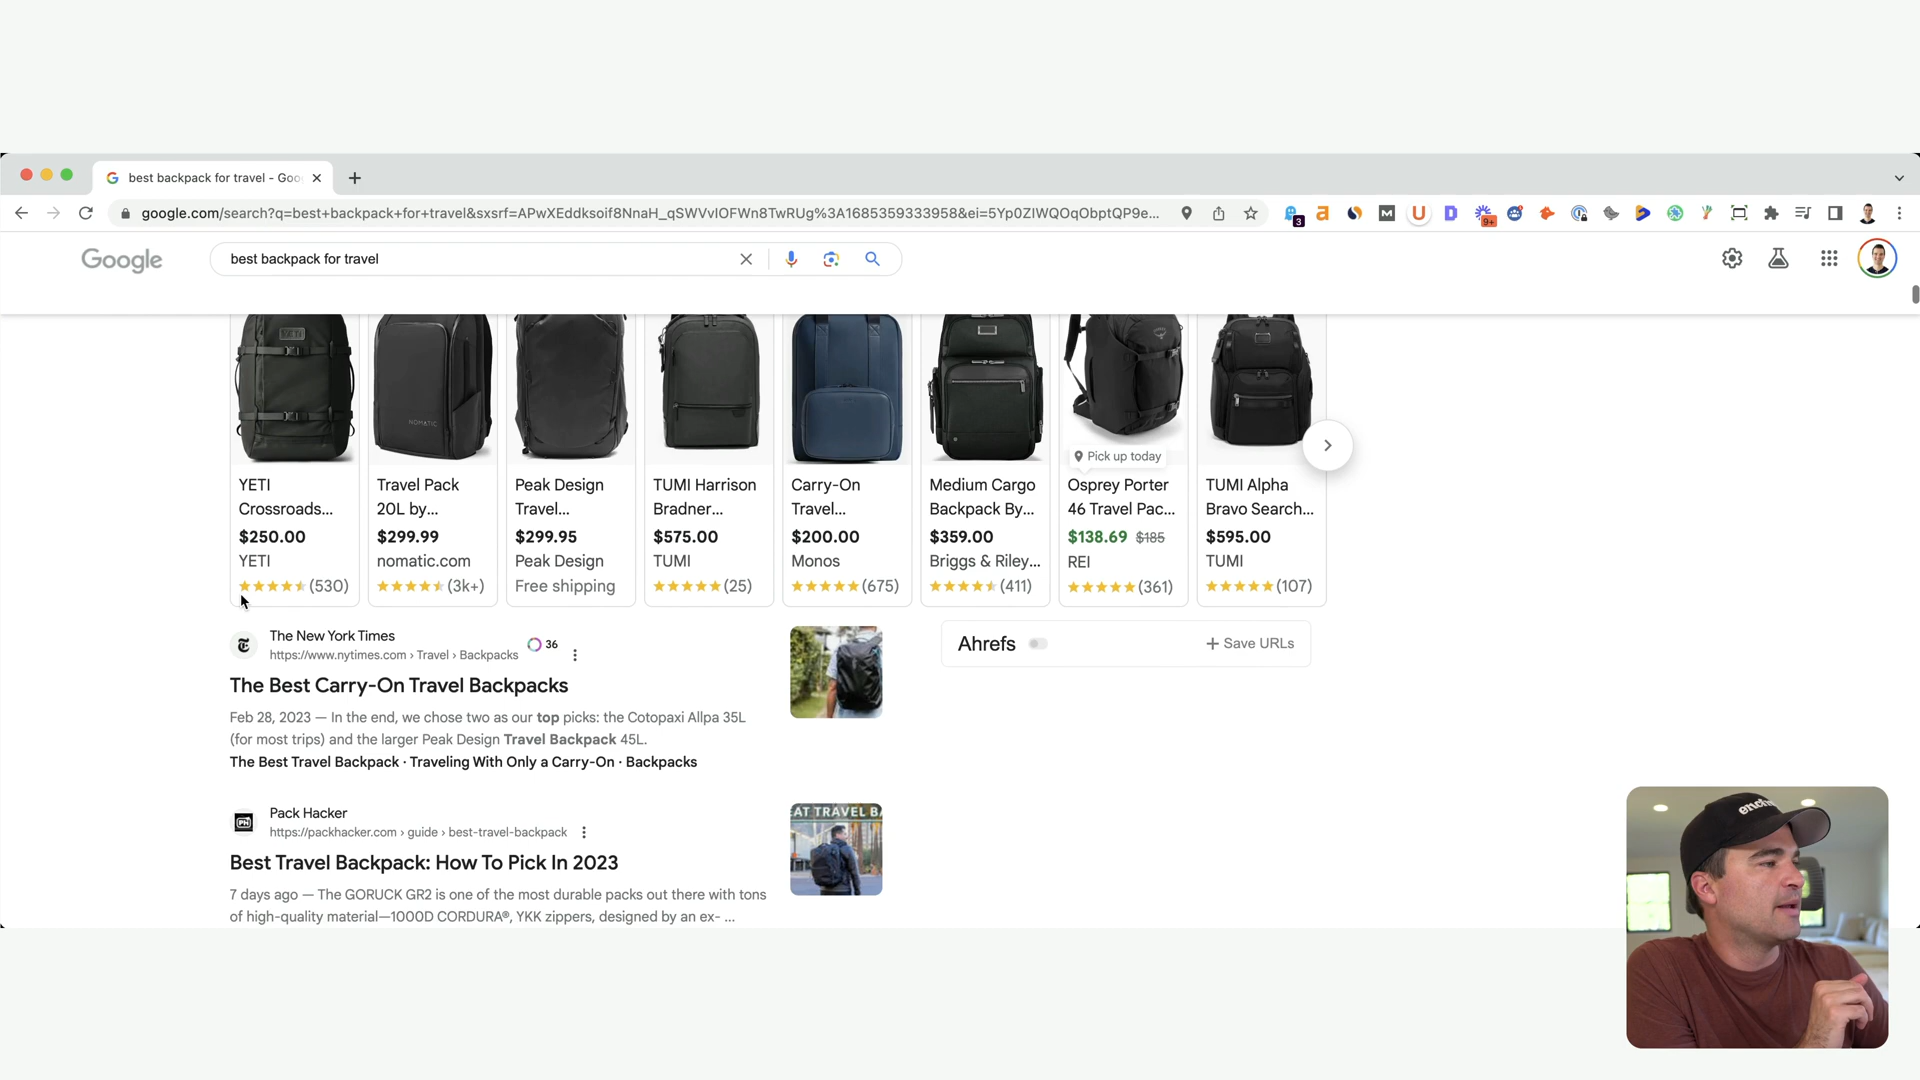 best backpack for travel - Goo
google.com/search?q=best+backpack+for+travel&sxsrf=APwXEddksoif8NnaH_qSWVvIOFWn8TwRUg%3A1685359333958&ei=5Yp0ZIWQOqObptQP9e...
3
9+
Google
best backpack for travel
YETI
NOMATIC
Pick up today
YETI Crossroads...
$250.00
YETI
(530)
Travel Pack 20L by...
$299.99
nomatic.com
(3k+)
Peak Design Travel...
$299.95
Peak Design
Free shipping
TUMI Harrison Bradner...
$575.00
TUMI
(25)
Carry-On Travel...
$200.00
Monos
(675)
Medium Cargo Backpack By...
$359.00
Briggs & Riley...
(411)
Osprey Porter 46 Travel Pac...
$138.69 $185
REI
(361)
TUMI Alpha Bravo Search...
$595.00
TUMI
(107)
The New York Times
https://www.nytimes.com › Travel › Backpacks
36
The Best Carry-On Travel Backpacks
Feb 28, 2023 — In the end, we chose two as our top picks: the Cotopaxi Allpa 35L
(for most trips) and the larger Peak Design Travel Backpack 45L.
The Best Travel Backpack · Traveling With Only a Carry-On · Backpacks
Ahrefs
+ Save URLs
PH
Pack Hacker
https://packhacker.com › guide › best-travel-backpack
Best Travel Backpack: How To Pick In 2023
7 days ago — The GORUCK GR2 is one of the most durable packs out there with tons
of high-quality material—1000D CORDURA®, YKK zippers, designed by an ex- ...
EAT TRAVEL BA